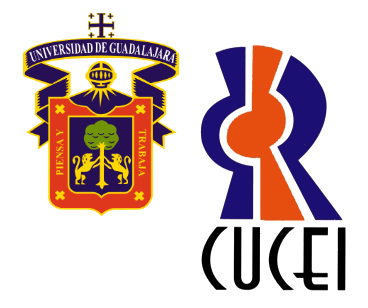 UNIVERSIDAD DE GUADALAJARA
PIENSA Y
TRABAJA
CUCEI